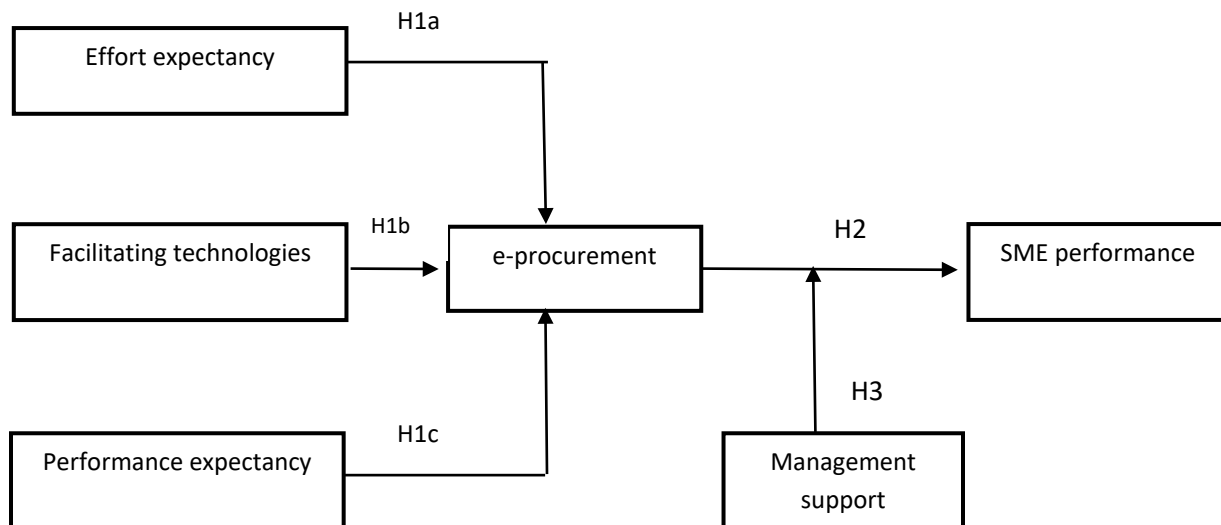 H1a
Effort expectancy
H1b
Facilitating technologies
e-procurement
H2
SME performance
H3
H1c
Performance expectancy
Management
support